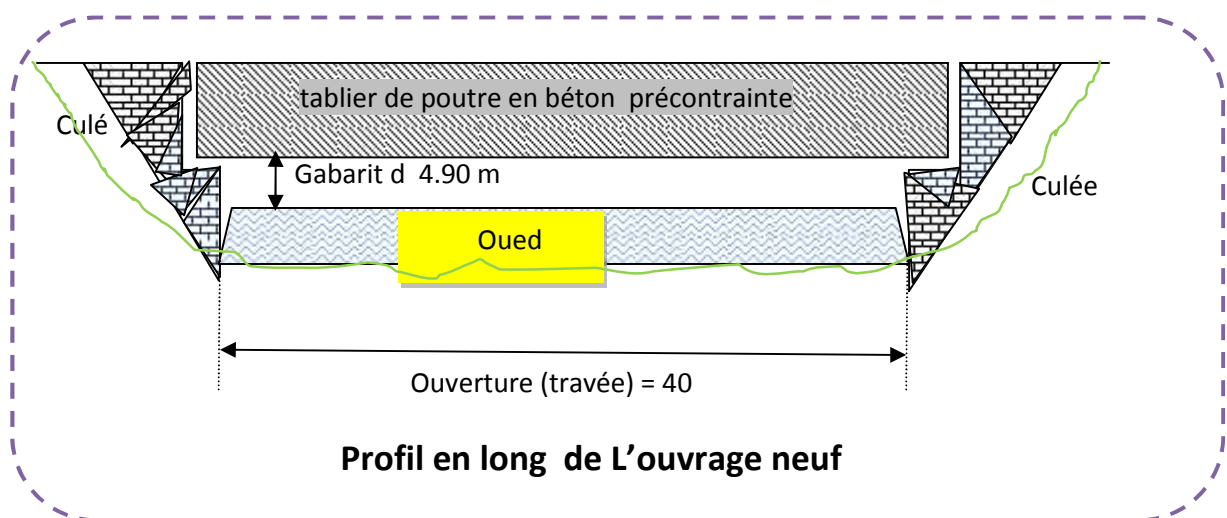 tablier de poutre en béton précontrainte
Culé
Gabarit d 4.90 m
Culée
Oued
Ouverture (travée) = 40
Profil en long de L’ouvrage neuf